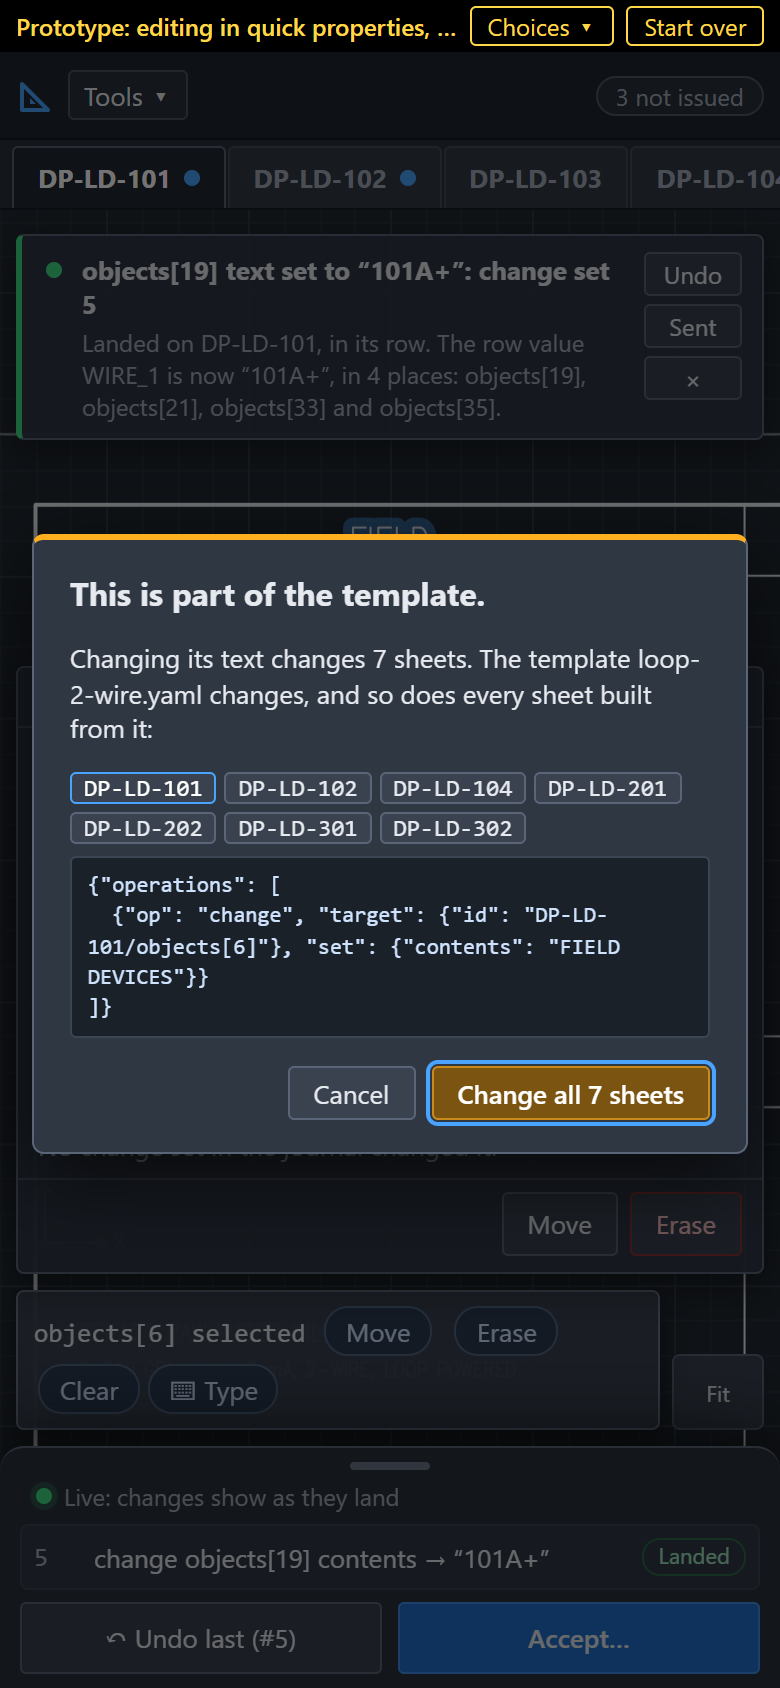 Prototype: editing in quick properties, ...
Choices ▼
Start over
Tools ▼
3 not issued
DP-LD-101
DP-LD-102
DP-LD-103
objects[19] text set to “101A+”: change set
5
Landed on DP-LD-101, in its row. The row value
WIRE_1 is now “101A+”, in 4 places: objects[19],
objects[21], objects[33] and objects[35].
Undo
Sent
×
This is part of the template.
Changing its text changes 7 sheets. The template loop-
2-wire.yaml changes, and so does every sheet built
from it:
DP-LD-101 DP-LD-102 DP-LD-104 DP-LD-201
DP-LD-202 DP-LD-301 DP-LD-302
{"operations": [
{"op": "change", "target": {"id": "DP-LD-
101/objects[6]"}, "set": {"contents": "FIELD
DEVICES"}}
]}
Cancel
Change all 7 sheets
Move
Erase
objects[6] selected
Move
Erase
Clear
Type
Fit
Live: changes show as they land
5 change objects[19] contents → “101A+” Landed
↶ Undo last (#5)
Accept...